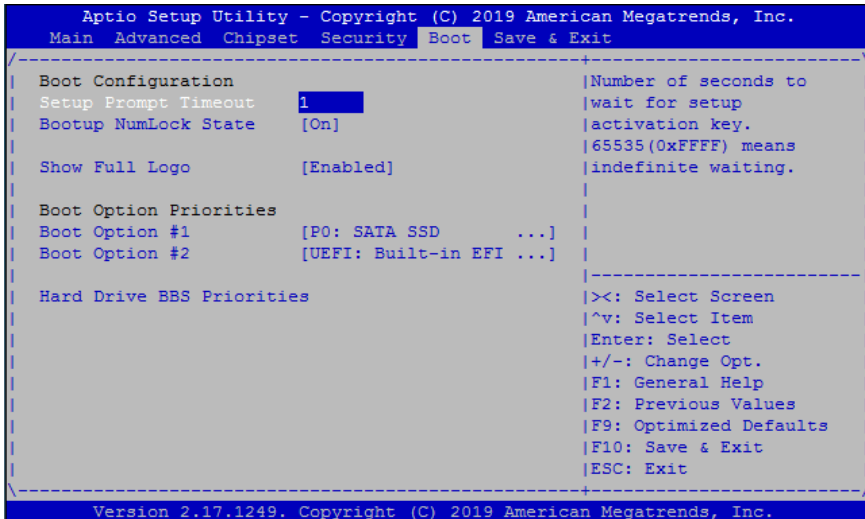 Aptio Setup Utility - Copyright (C) 2019 American Megatrends, Inc.
Main Advanced Chipset Security Boot Save & Exit
Boot Configuration
Setup Prompt Timeout 1
Bootup NumLock State [On]
Show Full Logo [Enabled]
Boot Option Priorities
Boot Option #1 [P0: SATA SSD ...]
Boot Option #2 [UEFI: Built-in EFI ...]
Hard Drive BBS Priorities
Number of seconds to
wait for setup
activation key.
65535(0xFFFF) means
indefinite waiting.
><: Select Screen
^v: Select Item
Enter: Select
+/-: Change Opt.
F1: General Help
F2: Previous Values
F9: Optimized Defaults
F10: Save & Exit
ESC: Exit
Version 2.17.1249. Copyright (C) 2019 American Megatrends, Inc.